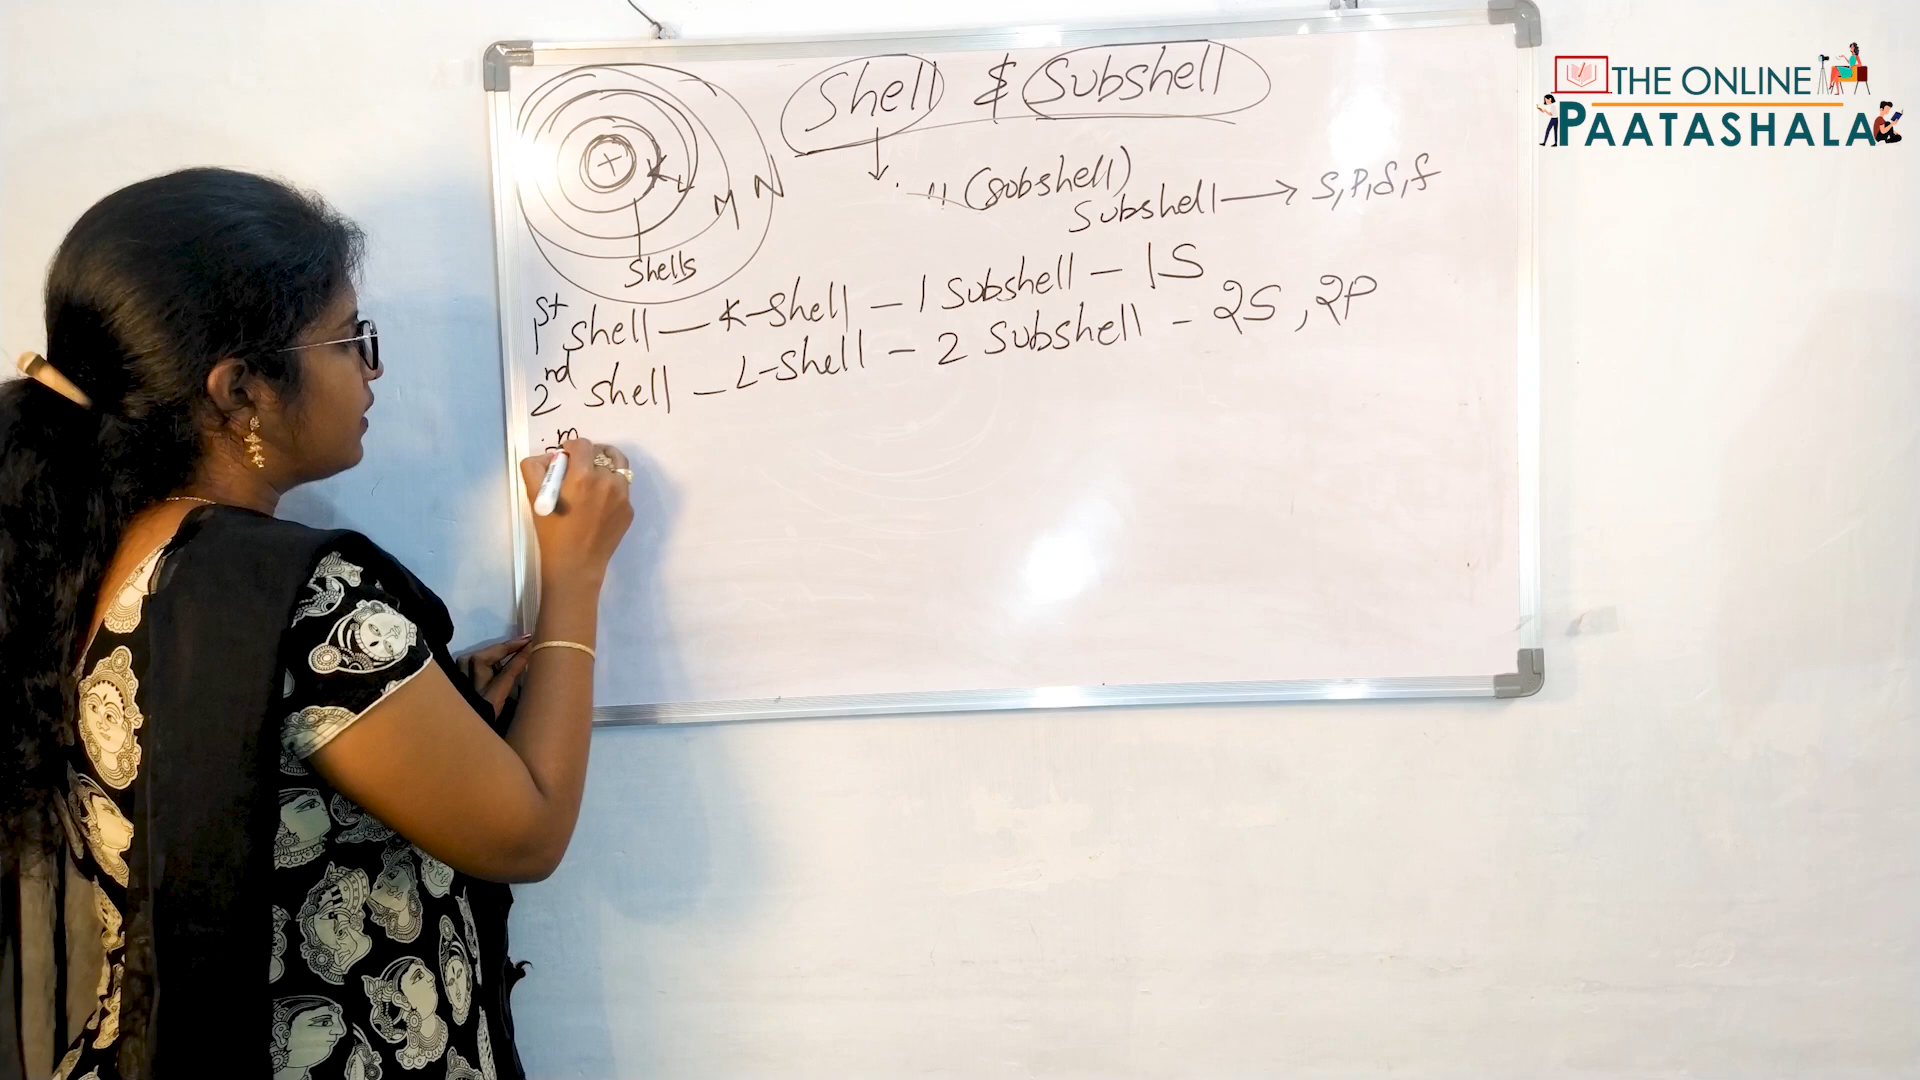 THE ONLINE
PAATASHALA
Shell & Subshell
+ K L M N
Shells
(subshell)
Subshell → s, p, d, f
1st Shell — K-Shell — 1 Subshell — 1S
2nd Shell — L-Shell — 2 Subshell - 2S, 2P